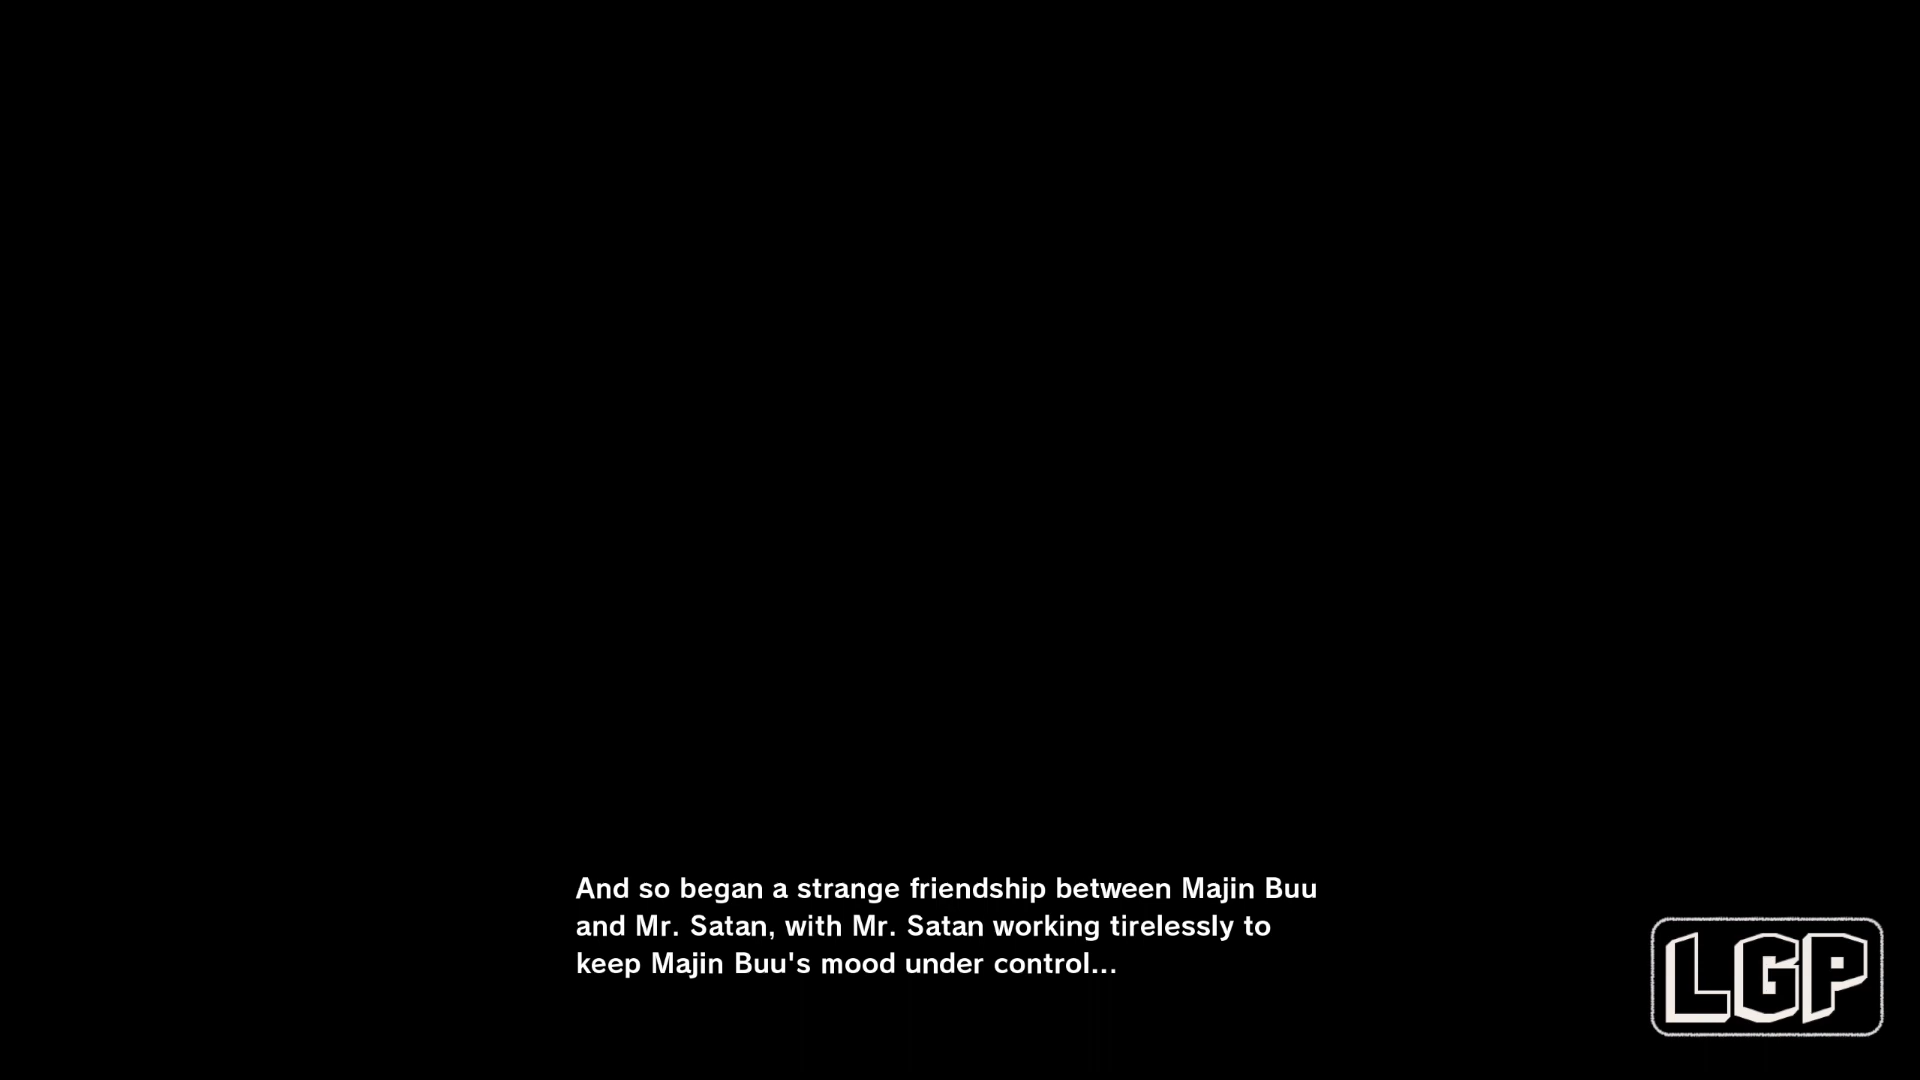 And so began a strange friendship between Majin Buu
and Mr. Satan, with Mr. Satan working tirelessly to
keep Majin Buu's mood under control...
LGP